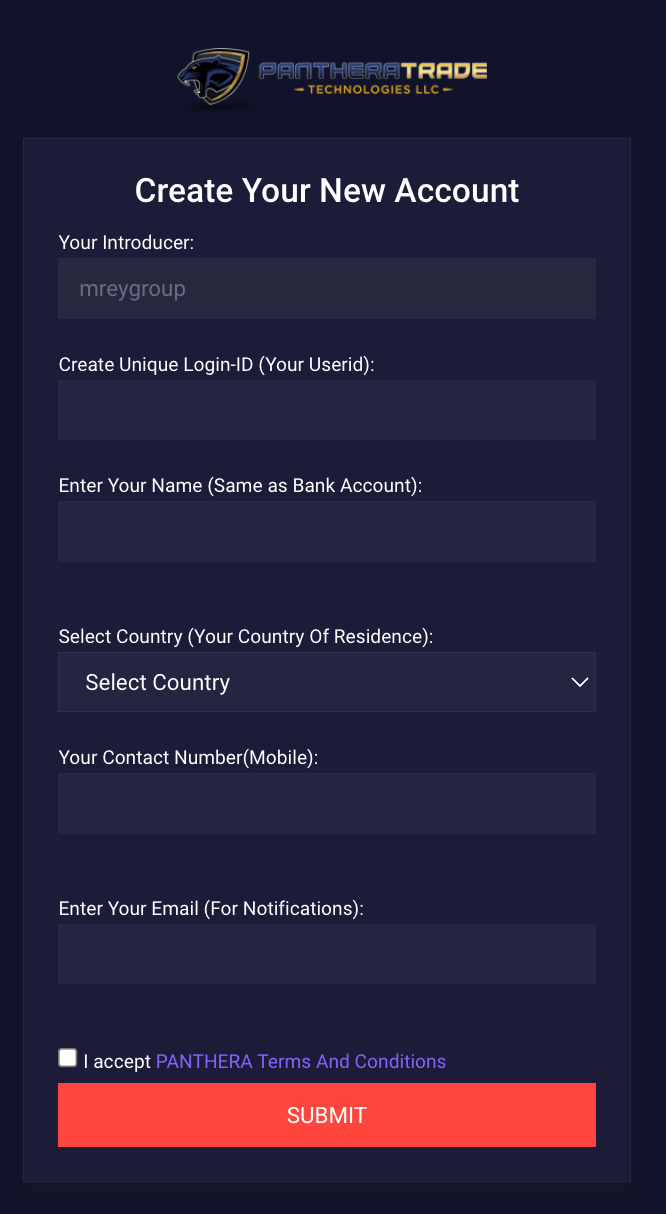 PANTHERATRADE
TECHNOLOGIES LLC
Create Your New Account
Your Introducer:
mreygroup
Create Unique Login-ID (Your Userid):
Enter Your Name (Same as Bank Account):
Select Country (Your Country Of Residence):
Select Country
Your Contact Number(Mobile):
Enter Your Email (For Notifications):
I accept PANTHERA Terms And Conditions
SUBMIT